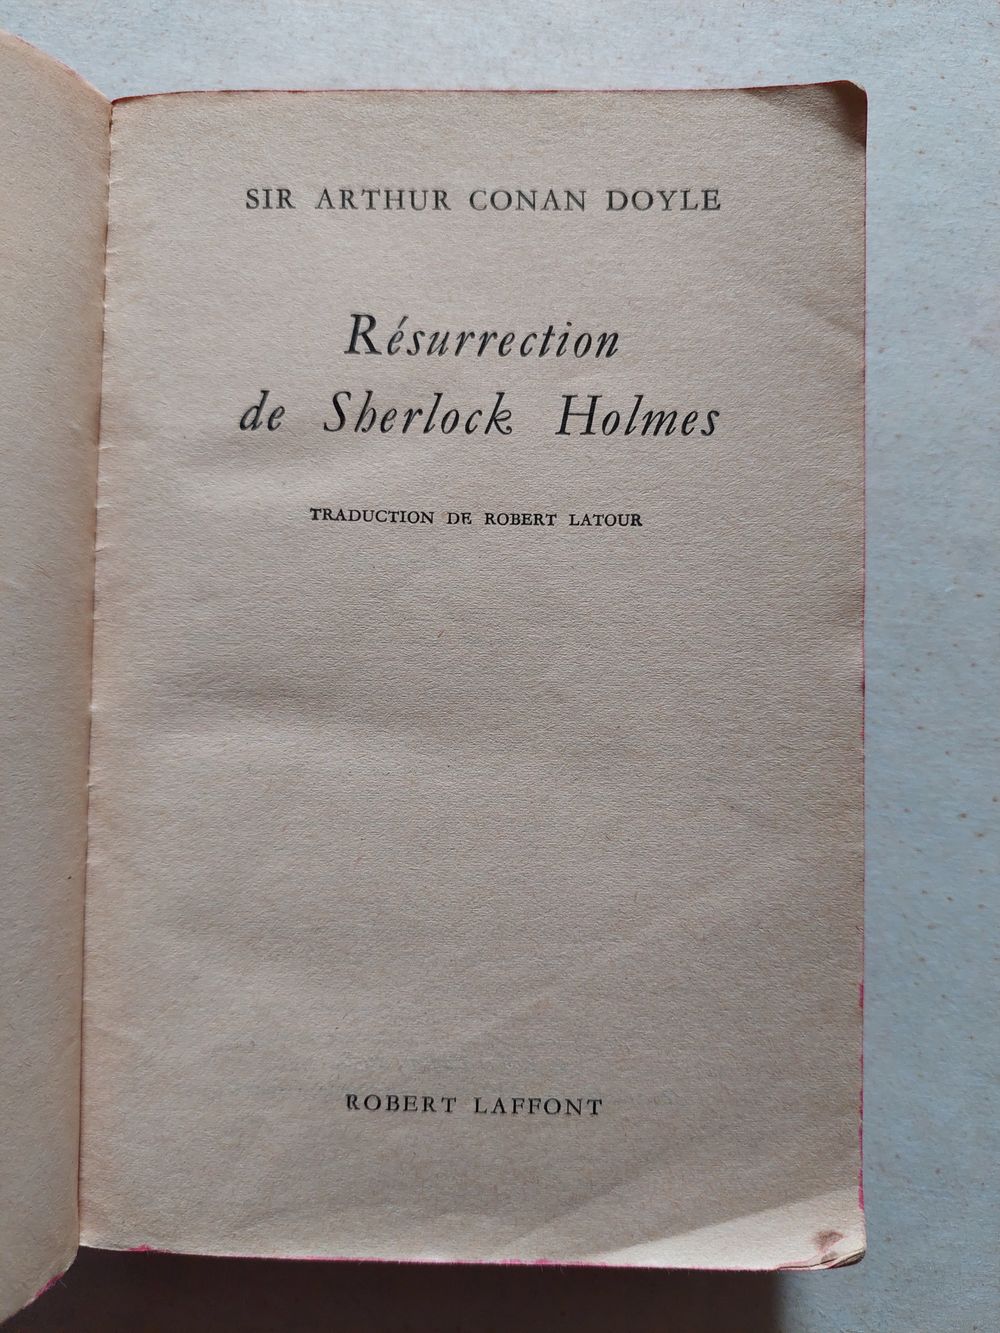 SIR ARTHUR CONAN DOYLE
Résurrection
de Sherlock Holmes
TRADUCTION DE ROBERT LATOUR
ROBERT LAFFONT